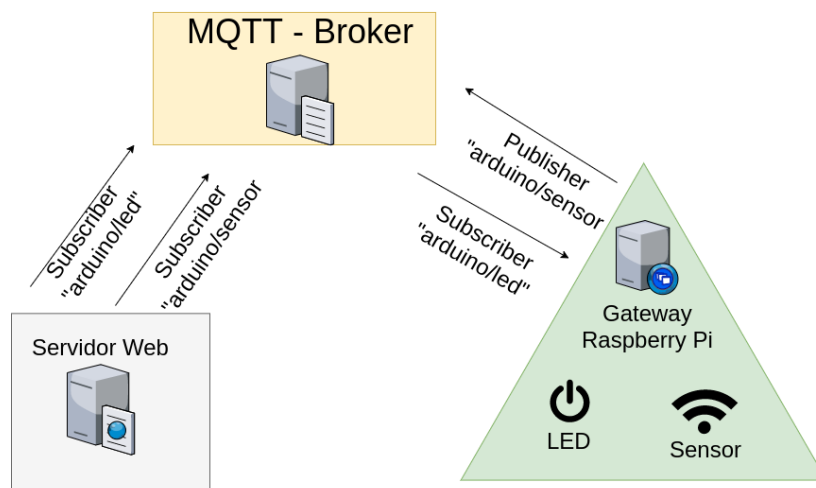 MQTT - Broker
Subscriber
"arduino/led"
Subscriber
"arduino/sensor
Publisher
"arduino/sensor
Subscriber
"arduino/led"
Servidor Web
Gateway
Raspberry Pi
LED
Sensor